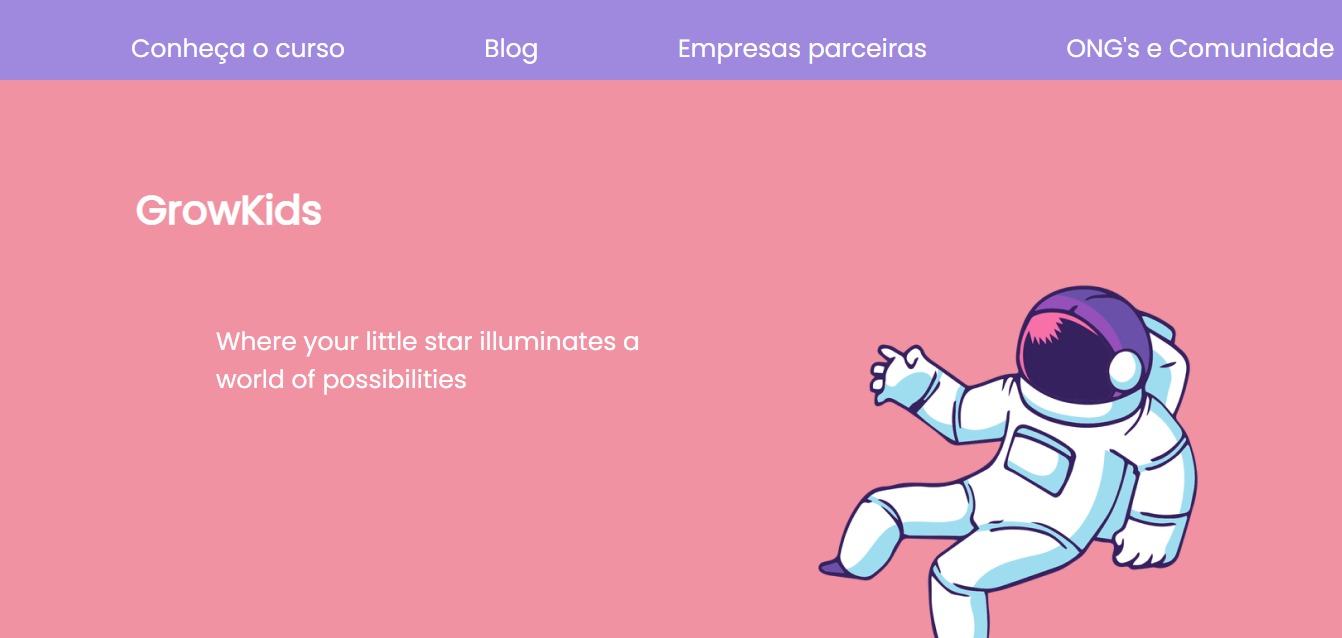 Conheça o curso
Blog
Empresas parceiras
ONG's e Comunidade
GrowKids
Where your little star illuminates a
world of possibilities